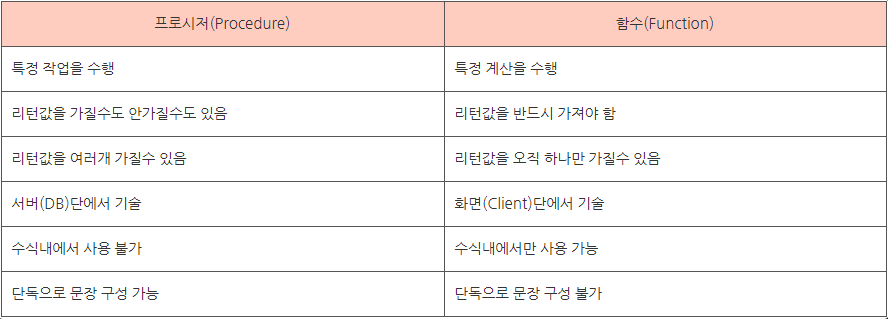 프로시저(Procedure)
함수(Function)
특정 작업을 수행
특정 계산을 수행
리턴값을 가질수도 안가질수도 있음
리턴값을 반드시 가져야 함
리턴값을 여러개 가질수 있음
리턴값을 오직 하나만 가질수 있음
서버(DB)단에서 기술
화면(Client)단에서 기술
수식내에서 사용 불가
수식내에서만 사용 가능
단독으로 문장 구성 가능
단독으로 문장 구성 불가